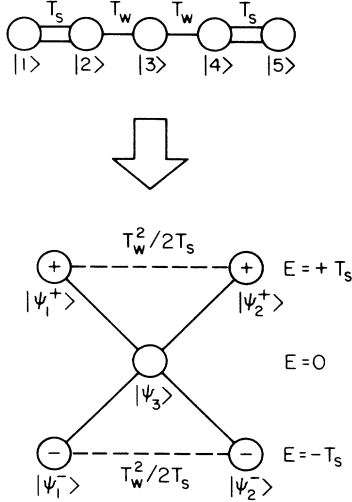 T_s T_w T_w T_s
|1> |2> |3> |4> |5>
T_w^2/2T_s
+ + E=+T_s
|ψ_1^+> |ψ_2^+>
E=0
|ψ_3>
− − E=-T_s
|ψ_1^-> T_w^2/2T_s |ψ_2^->